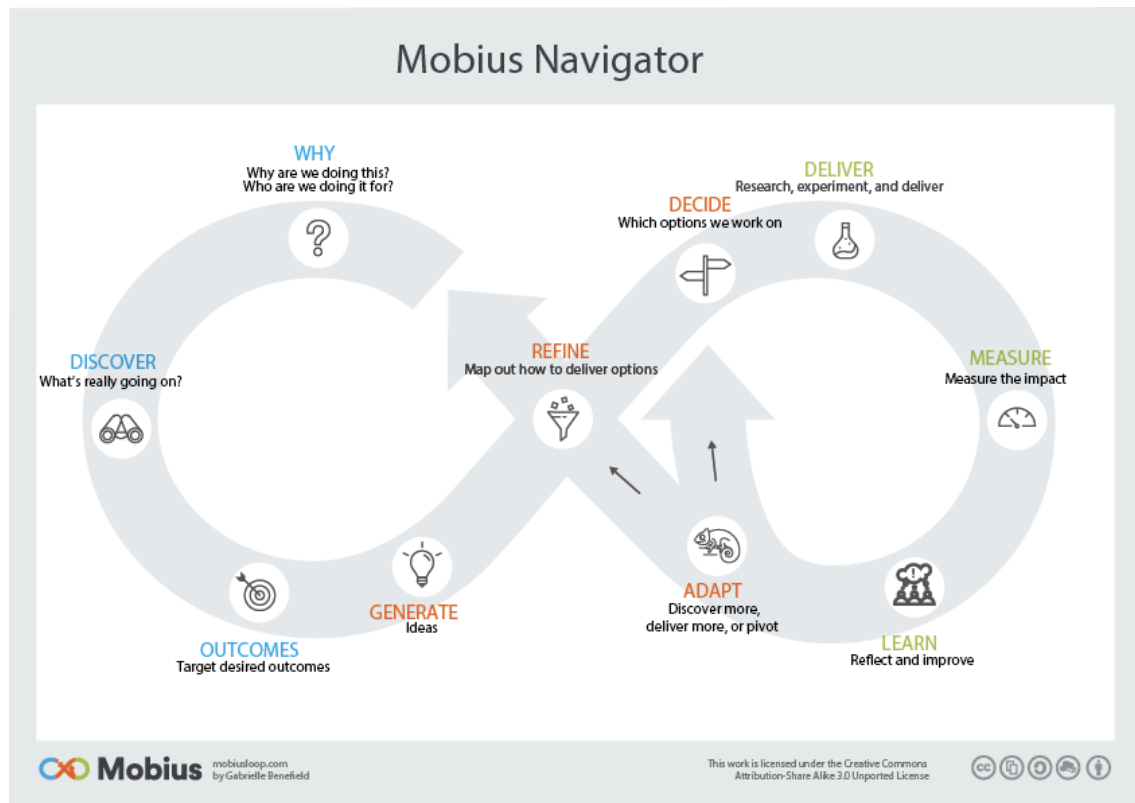 Mobius Navigator
WHY
Why are we doing this?
Who are we doing it for?
DISCOVER
What's really going on?
OUTCOMES
Target desired outcomes
GENERATE
Ideas
REFINE
Map out how to deliver options
DECIDE
Which options we work on
DELIVER
Research, experiment, and deliver
MEASURE
Measure the impact
LEARN
Reflect and improve
ADAPT
Discover more,
deliver more, or pivot
Mobius
mobiusloop.com
by Gabrielle Benefield
This work is licensed under the Creative Commons
Attribution-Share Alike 3.0 Unported License
cc